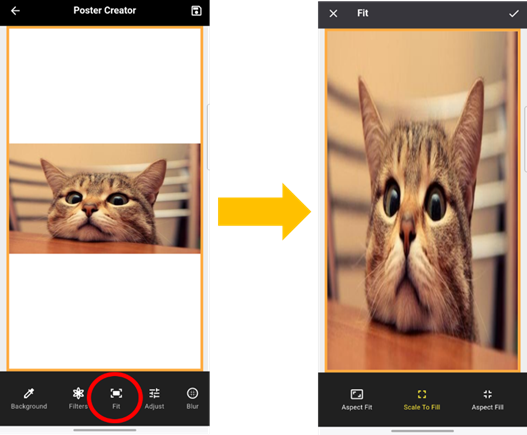 Poster Creator
Background
Filters
Fit
Adjust
Blur
Fit
Aspect Fit
Scale To Fill
Aspect Fill